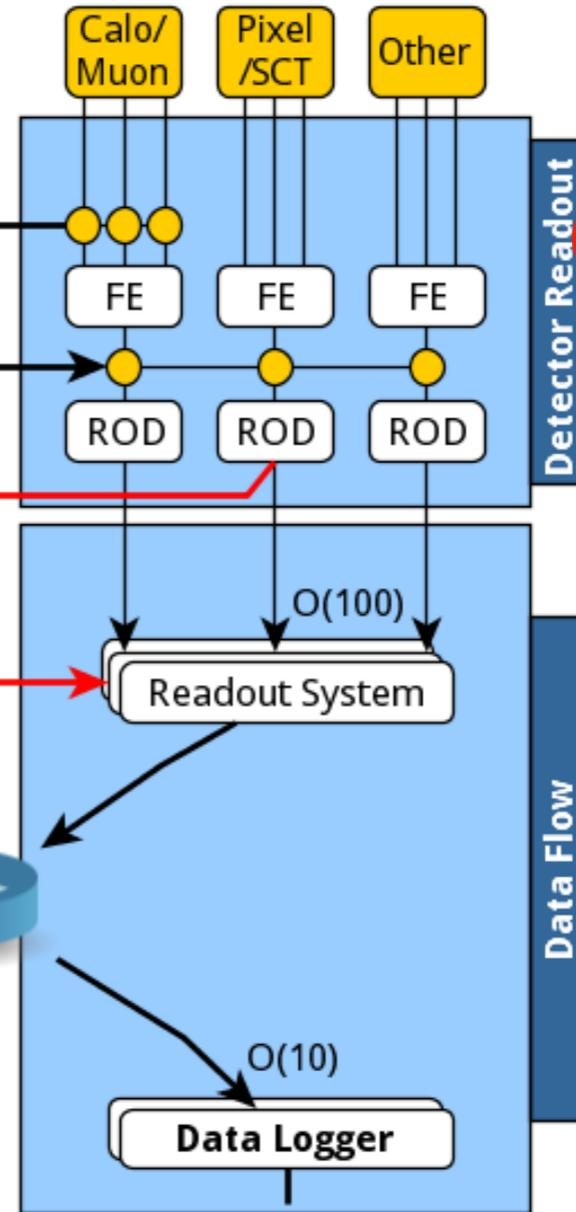 Calo/
Muon
Pixel
/SCT
Other
FE
FE
FE
ROD
ROD
ROD
Detector Readout
O(100)
Readout System
Data Flow
O(10)
Data Logger